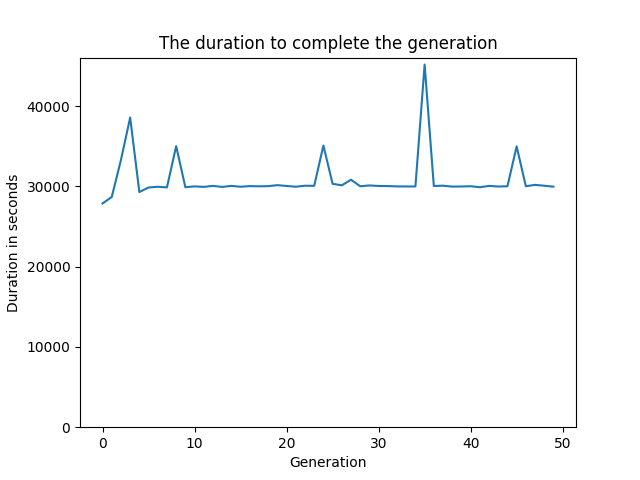 The duration to complete the generation
40000
30000
20000
10000
0
Duration in seconds
0 10 20 30 40 50
Generation